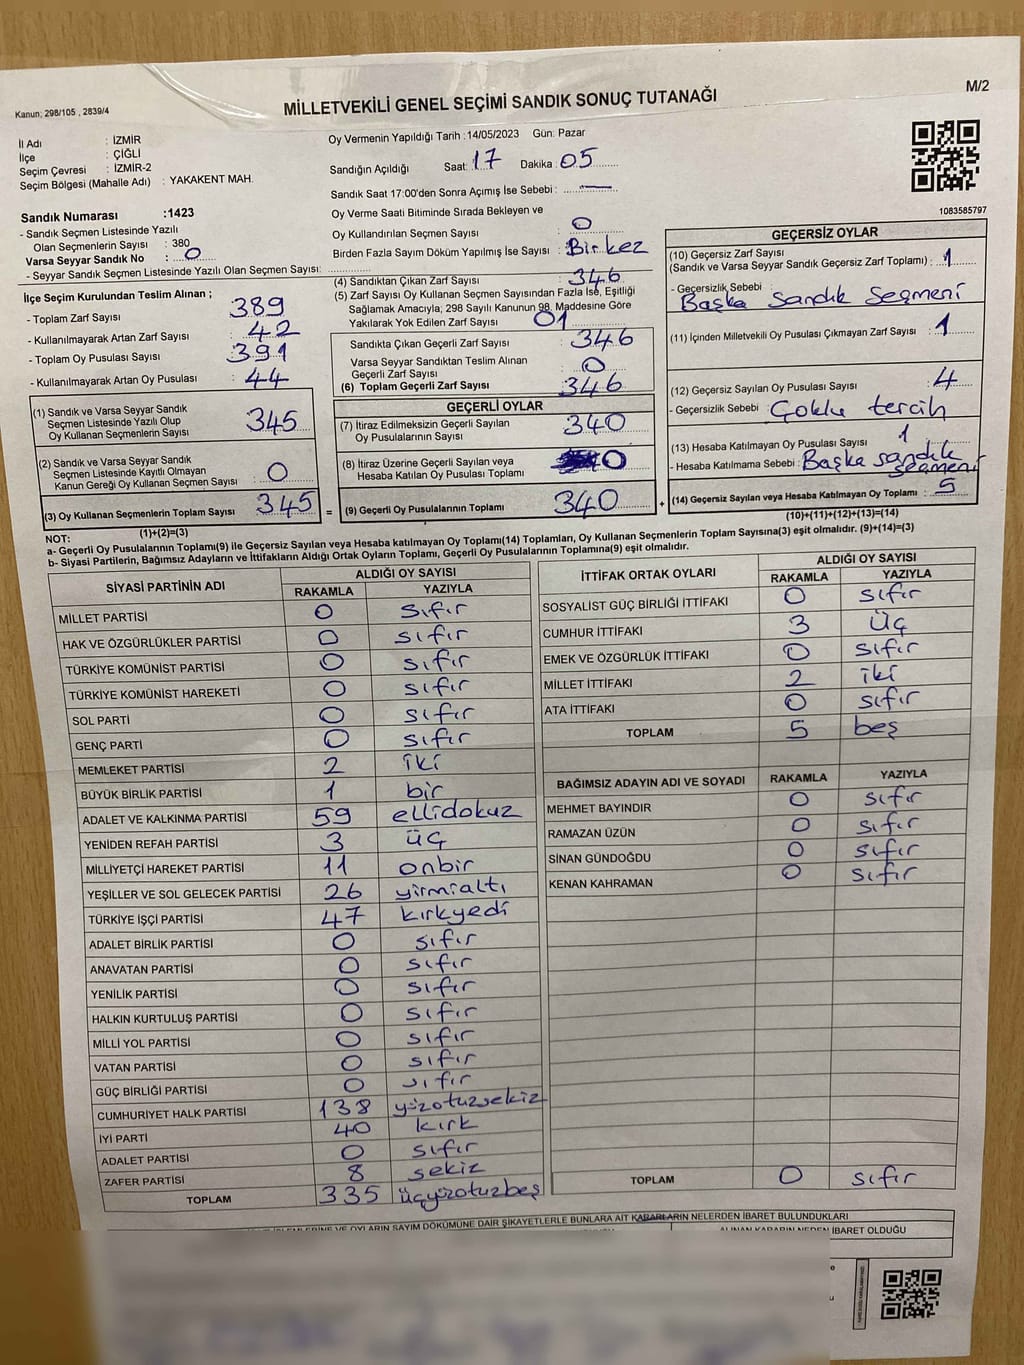 M/2
Kanun; 298/105 , 2839/4
MİLLETVEKİLİ GENEL SEÇİMİ SANDIK SONUÇ TUTANAĞI
İl Adı : İZMİR
İlçe : ÇİĞLİ
Seçim Çevresi : İZMİR-2
Seçim Bölgesi (Mahalle Adı) : YAKAKENT MAH.
Sandık Numarası :1423
- Sandık Seçmen Listesinde Yazılı
Olan Seçmenlerin Sayısı : 380
Varsa Seyyar Sandık No : 0
- Seyyar Sandık Seçmen Listesinde Yazılı Olan Seçmen Sayısı:
Oy Vermenin Yapıldığı Tarih :14/05/2023 Gün: Pazar
Sandığın Açıldığı Saat: 17 Dakika : 05
Sandık Saat 17:00'den Sonra Açımış İse Sebebi : —
Oy Verme Saati Bitiminde Sırada Bekleyen ve
Oy Kullandırılan Seçmen Sayısı : 0
Birden Fazla Sayım Döküm Yapılmış İse Sayısı : Bir kez
1083585797
İlçe Seçim Kurulundan Teslim Alınan ;
- Toplam Zarf Sayısı : 389
- Kullanılmayarak Artan Zarf Sayısı : 42
- Toplam Oy Pusulası Sayısı : 391
- Kullanılmayarak Artan Oy Pusulası : 44
(1) Sandık ve Varsa Seyyar Sandık
Seçmen Listesinde Yazılı Olup
Oy Kullanan Seçmenlerin Sayısı : 345
(2) Sandık ve Varsa Seyyar Sandık
Seçmen Listesinde Kayıtlı Olmayan
Kanun Gereği Oy Kullanan Seçmen Sayısı : 0
(3) Oy Kullanan Seçmenlerin Toplam Sayısı : 345 =
(1)+(2)=(3)
(4) Sandıktan Çıkan Zarf Sayısı : 346
(5) Zarf Sayısı Oy Kullanan Seçmen Sayısından Fazla İse, Eşitliği
Sağlamak Amacıyla; 298 Sayılı Kanunun 98. Maddesine Göre
Yakılarak Yok Edilen Zarf Sayısı : 01
Sandıkta Çıkan Geçerli Zarf Sayısı : 346
Varsa Seyyar Sandıktan Teslim Alınan
Geçerli Zarf Sayısı : 0
(6) Toplam Geçerli Zarf Sayısı : 346
GEÇERLİ OYLAR
(7) İtiraz Edilmeksizin Geçerli Sayılan
Oy Pusulalarının Sayısı : 340
(8) İtiraz Üzerine Geçerli Sayılan veya
Hesaba Katılan Oy Pusulası Toplamı : 0
(9) Geçerli Oy Pusulalarının Toplamı : 340 +
GEÇERSİZ OYLAR
(10) Geçersiz Zarf Sayısı
(Sandık ve Varsa Seyyar Sandık Geçersiz Zarf Toplamı) : 1
- Geçersizlik Sebebi :
Başka Sandık Seçmeni
(11) İçinden Milletvekili Oy Pusulası Çıkmayan Zarf Sayısı : 1
(12) Geçersiz Sayılan Oy Pusulası Sayısı : 4
- Geçersizlik Sebebi : Çoklu tercih
(13) Hesaba Katılmayan Oy Pusulası Sayısı : 1
- Hesaba Katılmama Sebebi : Başka sandık
seçmeni
(14) Geçersiz Sayılan veya Hesaba Katılmayan Oy Toplamı : 5
(10)+(11)+(12)+(13)=(14)
NOT:
a- Geçerli Oy Pusulalarının Toplamı(9) ile Geçersiz Sayılan veya Hesaba Katılmayan Oy Toplamı(14) Toplamları, Oy Kullanan Seçmenlerin Toplam Sayısına(3) eşit olmalıdır. (9)+(14)=(3)
b- Siyasi Partilerin, Bağımsız Adayların ve İttifakların Aldığı Ortak Oyların Toplamı, Geçerli Oy Pusulalarının Toplamına(9) eşit olmalıdır.
SİYASİ PARTİNİN ADI ALDIĞI OY SAYISI
RAKAMLA YAZIYLA
MİLLET PARTİSİ 0 sıfır
HAK VE ÖZGÜRLÜKLER PARTİSİ 0 sıfır
TÜRKİYE KOMÜNİST PARTİSİ 0 sıfır
TÜRKİYE KOMÜNİST HAREKETİ 0 sıfır
SOL PARTİ 0 sıfır
GENÇ PARTİ 0 sıfır
MEMLEKET PARTİSİ 2 iki
BÜYÜK BİRLİK PARTİSİ 1 bir
ADALET VE KALKINMA PARTİSİ 59 ellidokuz
YENİDEN REFAH PARTİSİ 3 üç
MİLLİYETÇİ HAREKET PARTİSİ 11 onbir
YEŞİLLER VE SOL GELECEK PARTİSİ 26 yirmialtı
TÜRKİYE İŞÇİ PARTİSİ 47 kırkyedi
ADALET BİRLİK PARTİSİ 0 sıfır
ANAVATAN PARTİSİ 0 sıfır
YENİLİK PARTİSİ 0 sıfır
HALKIN KURTULUŞ PARTİSİ 0 sıfır
MİLLİ YOL PARTİSİ 0 sıfır
VATAN PARTİSİ 0 sıfır
GÜÇ BİRLİĞİ PARTİSİ 0 sıfır
CUMHURİYET HALK PARTİSİ 138 yüzotuzsekiz
İYİ PARTİ 40 kırk
ADALET PARTİSİ 0 sıfır
ZAFER PARTİSİ 8 sekiz
TOPLAM 335 üçyüzotuzbeş
İTTİFAK ORTAK OYLARI ALDIĞI OY SAYISI
RAKAMLA YAZIYLA
SOSYALİST GÜÇ BİRLİĞİ İTTİFAKI 0 sıfır
CUMHUR İTTİFAKI 3 üç
EMEK VE ÖZGÜRLÜK İTTİFAKI 0 sıfır
MİLLET İTTİFAKI 2 iki
ATA İTTİFAKI 0 sıfır
TOPLAM 5 beş
BAĞIMSIZ ADAYIN ADI VE SOYADI RAKAMLA YAZIYLA
MEHMET BAYINDIR 0 sıfır
RAMAZAN ÜZÜN 0 sıfır
SİNAN GÜNDOĞDU 0 sıfır
KENAN KAHRAMAN 0 sıfır
TOPLAM 0 sıfır
VE OYLARIN SAYIM DÖKÜMÜNE DAİR ŞİKAYETLERLE BUNLARA AİT KARARLARIN NELERDEN İBARET BULUNDUKLARI
ALINAN KARARIN NEDEN İBARET OLDUĞU